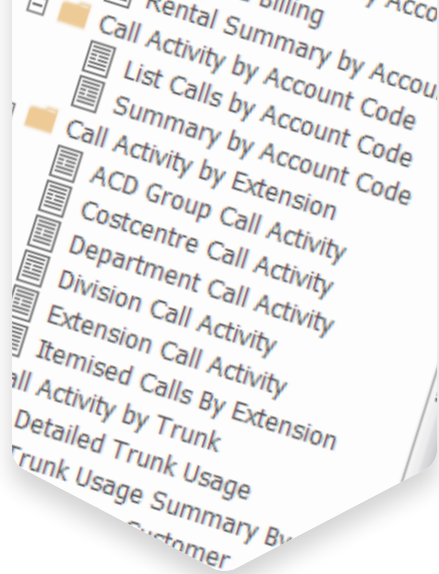 Billing
Rental Summary by
Call Activity by Account Code
List Calls by Account Code
Summary by Account Code
Call Activity by Extension
ACD Group Call Activity
Costcentre Call Activity
Department Call Activity
Division Call Activity
Extension Call Activity
Itemised Calls By Extension
Activity by Trunk
Detailed Trunk Usage
Trunk Usage Summary By
Customer